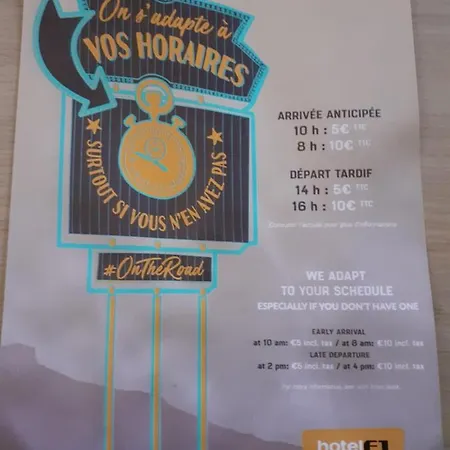 On s'adapte à
VOS HORAIRES
★ SURTOUT SI VOUS N'EN AVEZ PAS ★
#OnTheRoad
ARRIVÉE ANTICIPÉE
10 h : 5€ TTC
8 h : 10€ TTC
DÉPART TARDIF
14 h : 5€ TTC
16 h : 10€ TTC
WE ADAPT
TO YOUR SCHEDULE
ESPECIALLY IF YOU DON'T HAVE ONE
EARLY ARRIVAL
at 10 am: €5 incl. tax / at 8 am: €10 incl. tax
LATE DEPARTURE
at 2 pm: €5 incl. tax / at 4 pm: €10 incl. tax
hotel F1